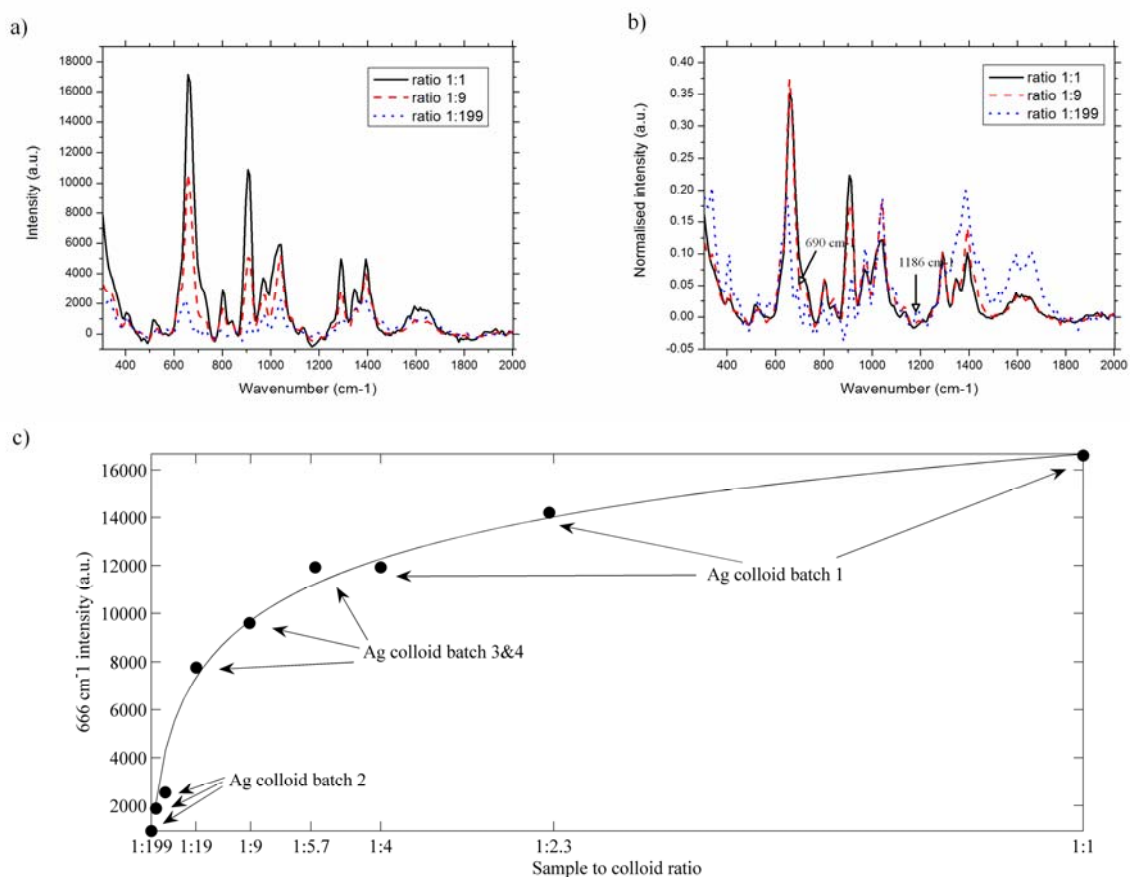 a)
18000
16000
14000
12000
10000
8000
6000
4000
2000
0
Intensity (a.u.)
ratio 1:1
ratio 1:9
ratio 1:199
400 600 800 1000 1200 1400 1600 1800 2000
Wavenumber (cm-1)
b)
0.40
0.35
0.30
0.25
0.20
0.15
0.10
0.05
0.00
-0.05
Normalised intensity (a.u.)
ratio 1:1
ratio 1:9
ratio 1:199
690 cm
1186 cm-1
400 600 800 1000 1200 1400 1600 1800 2000
Wavenumber (cm-1)
c)
16000
14000
12000
10000
8000
6000
4000
2000
666 cm⁻¹ intensity (a.u.)
Ag colloid batch 1
Ag colloid batch 3&4
Ag colloid batch 2
1:199 1:19 1:9 1:5.7 1:4 1:2.3 1:1
Sample to colloid ratio